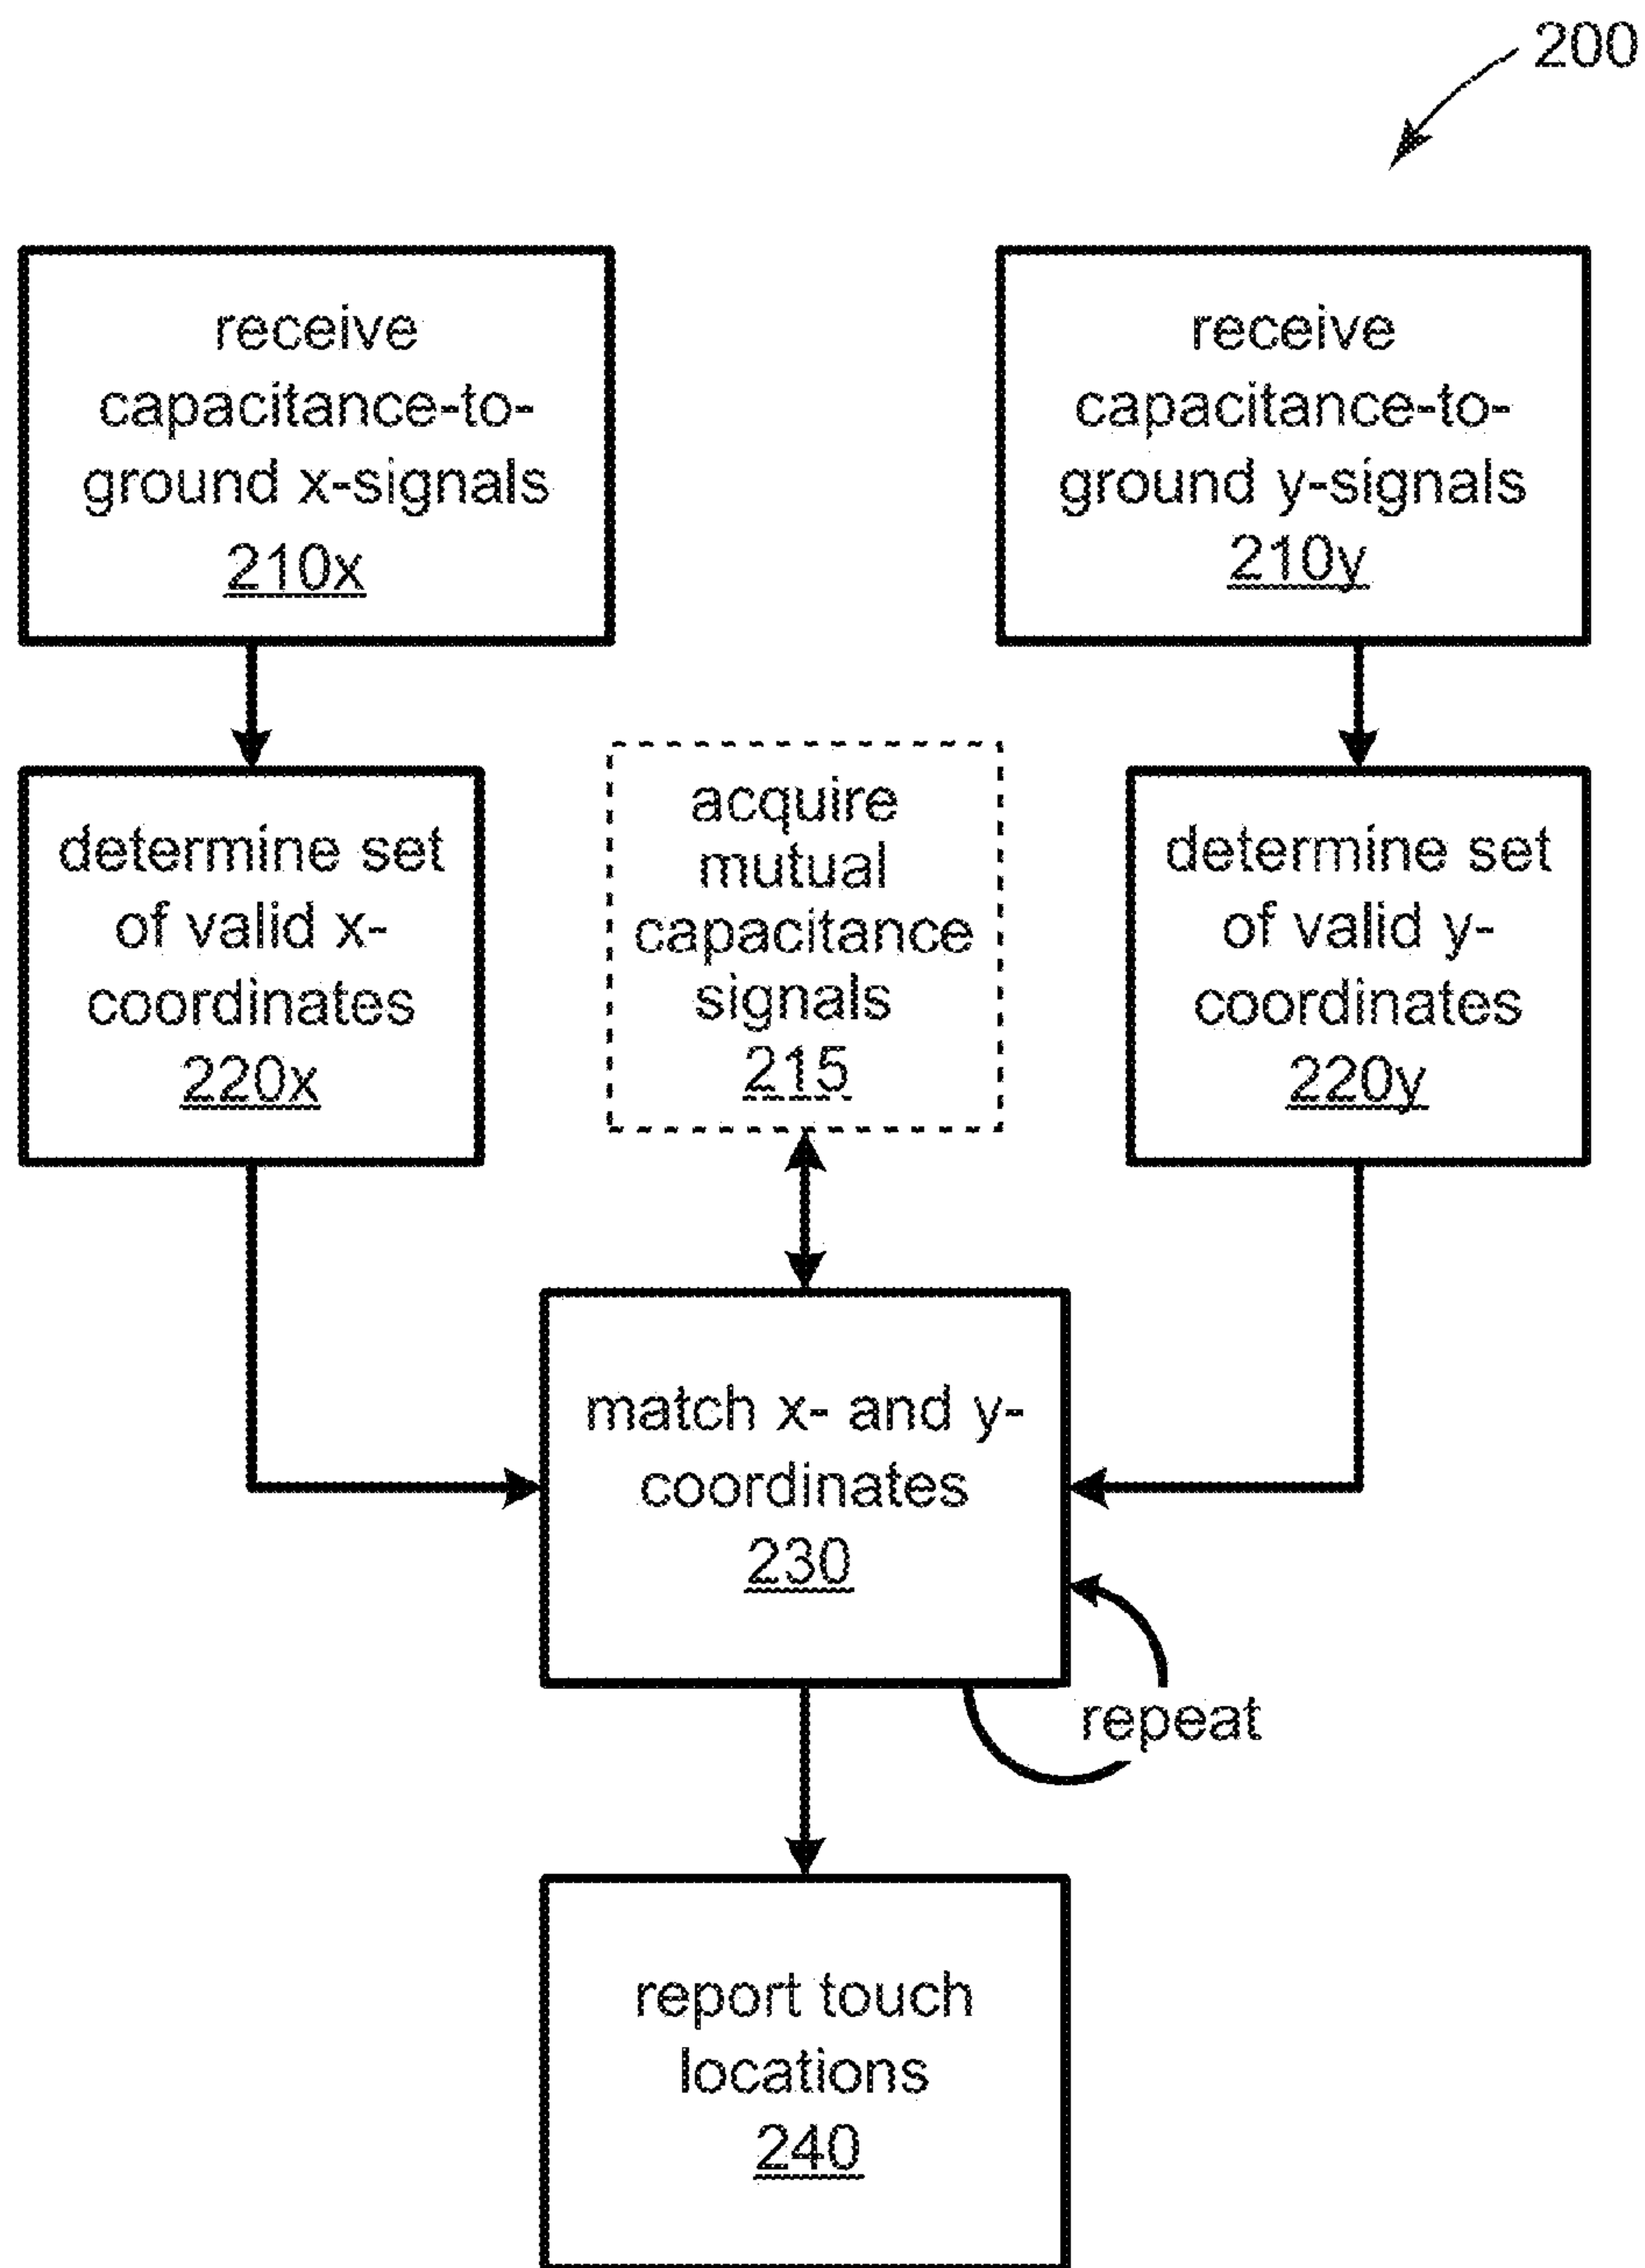 200
receive
capacitance-to-
ground x-signals
210x
receive
capacitance-to-
ground y-signals
210y
determine set
of valid x-
coordinates
220x
acquire
mutual
capacitance
signals
215
determine set
of valid y-
coordinates
220y
match x- and y-
coordinates
230
repeat
report touch
locations
240